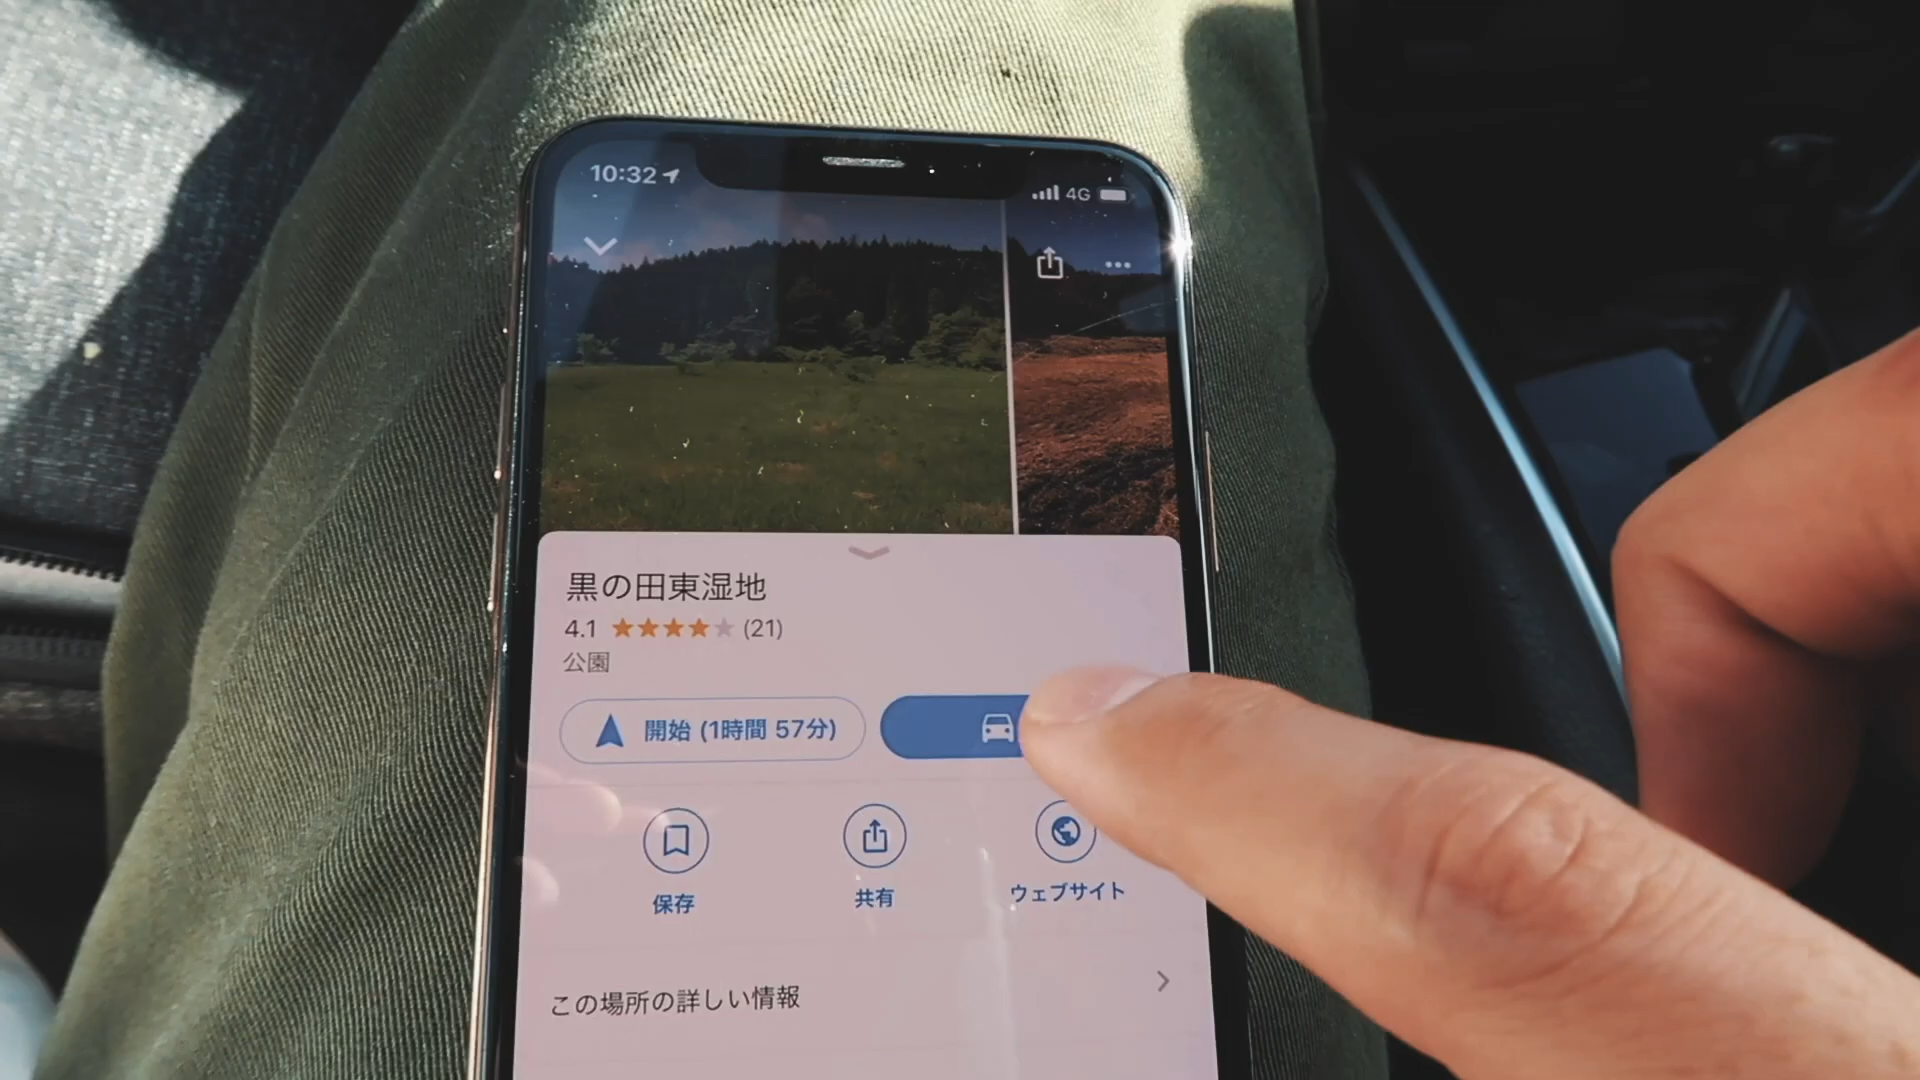 10:32
4G
黒の田東湿地
4.1 ★★★★★ (21)
公園
開始 (1時間 57分)
保存
共有
ウェブサイト
この場所の詳しい情報